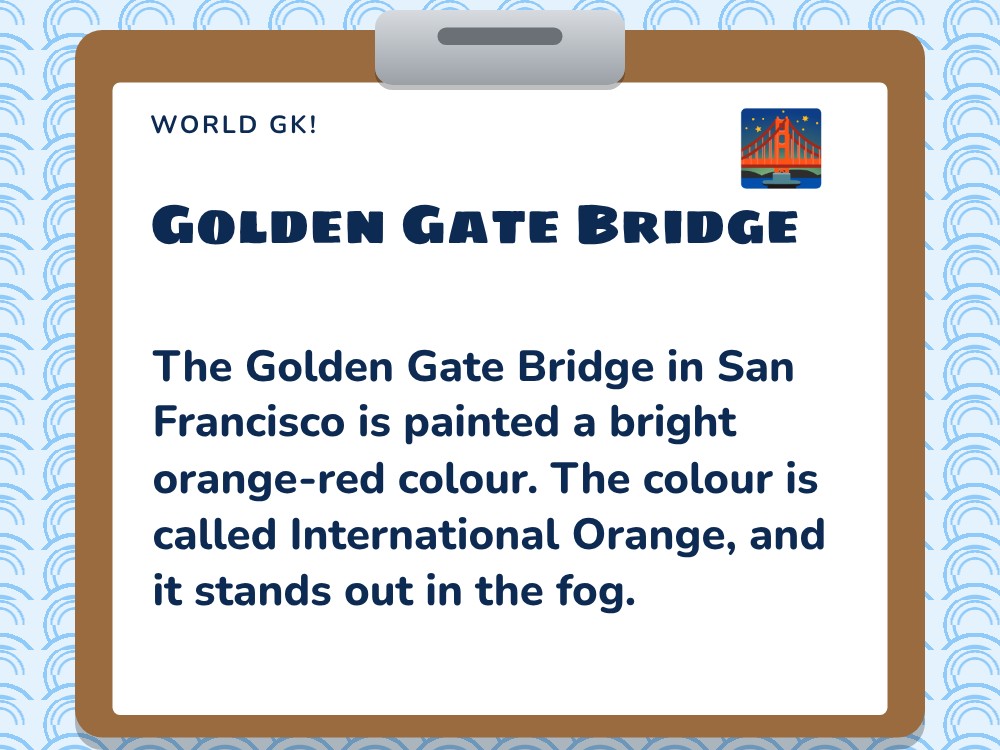 WORLD GK!
Golden Gate Bridge
The Golden Gate Bridge in San
Francisco is painted a bright
orange-red colour. The colour is
called International Orange, and
it stands out in the fog.